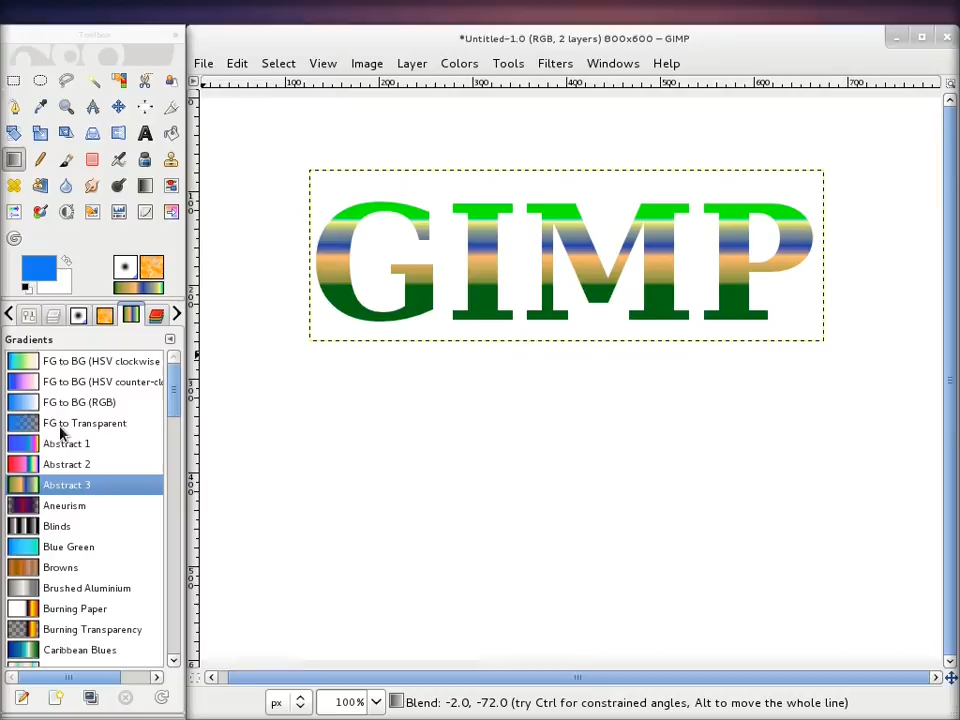 Toolbox
*Untitled-1.0 (RGB, 2 layers) 800x600 – GIMP
File Edit Select View Image Layer Colors Tools Filters Windows Help
100 200 300 400 500 600 700
GIMP
Gradients
FG to BG (HSV clockwise
FG to BG (HSV counter-clo
FG to BG (RGB)
FG to Transparent
Abstract 1
Abstract 2
Abstract 3
Aneurism
Blinds
Blue Green
Browns
Brushed Aluminium
Burning Paper
Burning Transparency
Caribbean Blues
px 100% Blend: -2.0, -72.0 (try Ctrl for constrained angles, Alt to move the whole line)